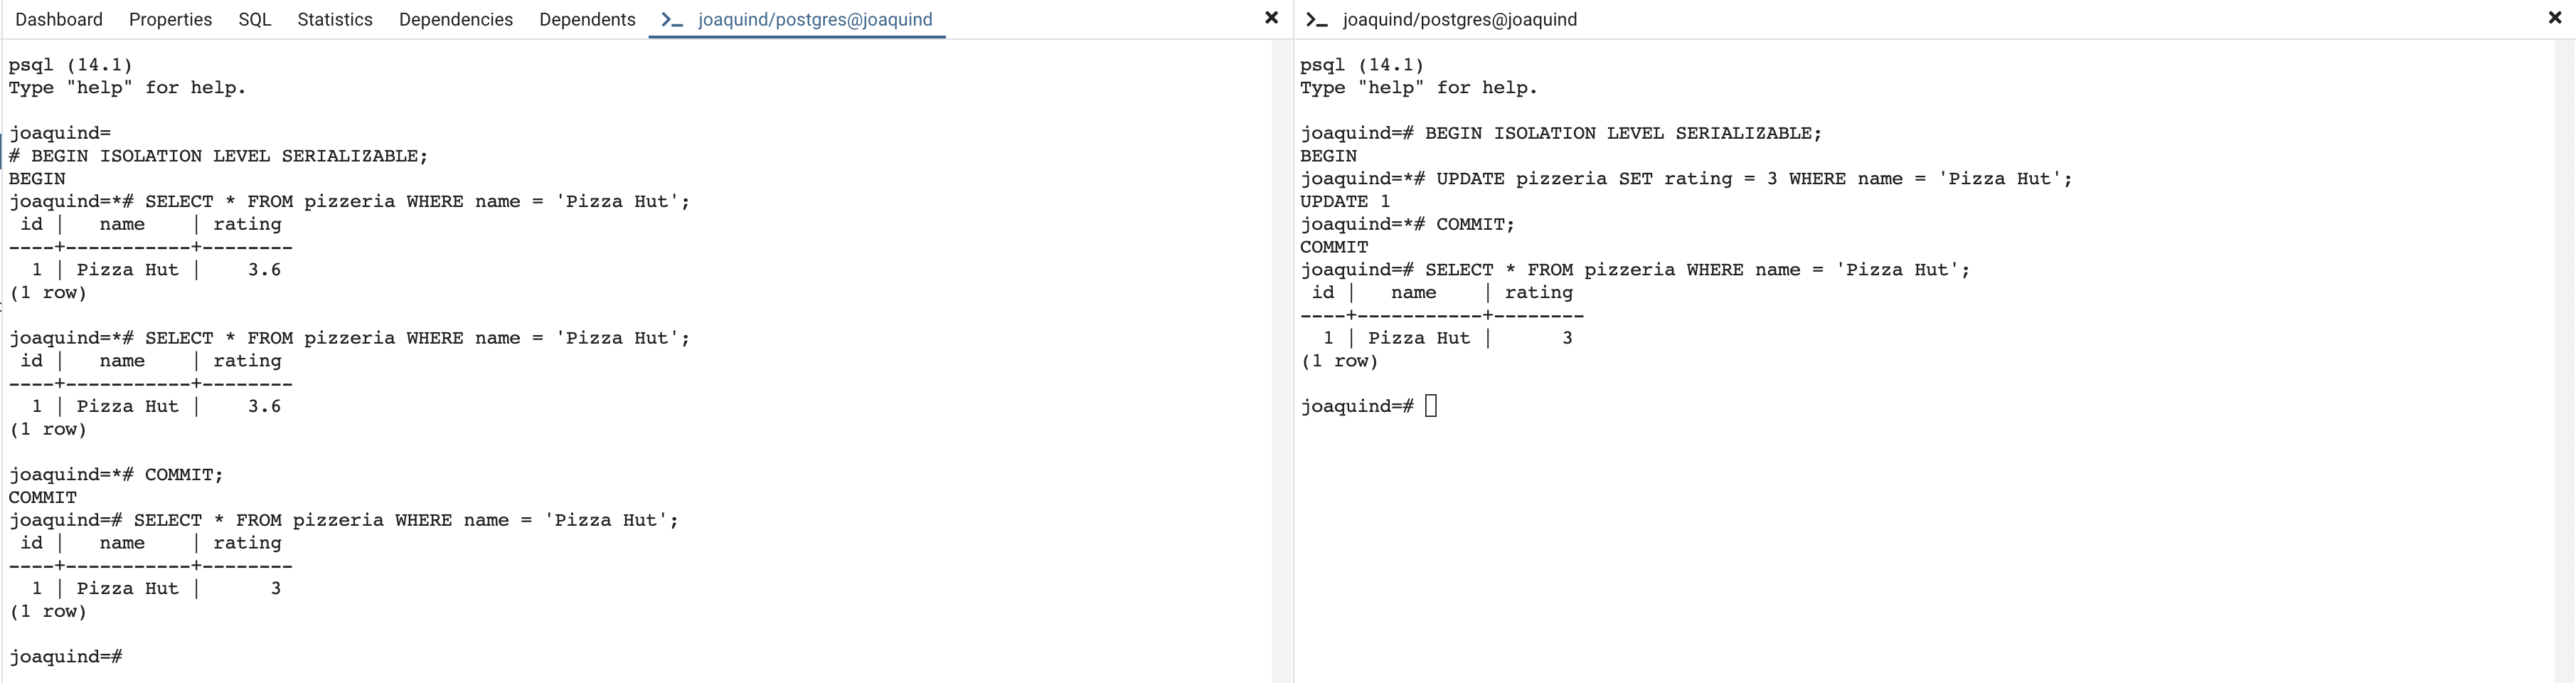 Dashboard Properties SQL Statistics Dependencies Dependents >_ joaquind/postgres@joaquind ×
psql (14.1)
Type "help" for help.

joaquind=
# BEGIN ISOLATION LEVEL SERIALIZABLE;
BEGIN
joaquind=*# SELECT * FROM pizzeria WHERE name = 'Pizza Hut';
 id |   name    | rating
----+-----------+--------
  1 | Pizza Hut |    3.6
(1 row)

joaquind=*# SELECT * FROM pizzeria WHERE name = 'Pizza Hut';
 id |   name    | rating
----+-----------+--------
  1 | Pizza Hut |    3.6
(1 row)

joaquind=*# COMMIT;
COMMIT
joaquind=# SELECT * FROM pizzeria WHERE name = 'Pizza Hut';
 id |   name    | rating
----+-----------+--------
  1 | Pizza Hut |      3
(1 row)

joaquind=#
>_ joaquind/postgres@joaquind ×
psql (14.1)
Type "help" for help.

joaquind=# BEGIN ISOLATION LEVEL SERIALIZABLE;
BEGIN
joaquind=*# UPDATE pizzeria SET rating = 3 WHERE name = 'Pizza Hut';
UPDATE 1
joaquind=*# COMMIT;
COMMIT
joaquind=# SELECT * FROM pizzeria WHERE name = 'Pizza Hut';
 id |   name    | rating
----+-----------+--------
  1 | Pizza Hut |      3
(1 row)

joaquind=#